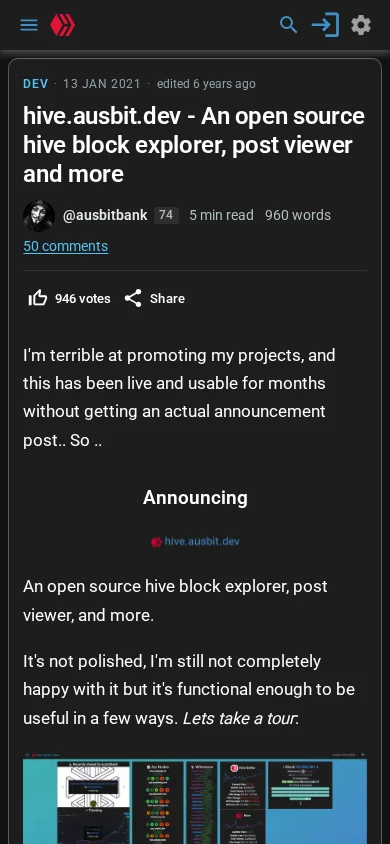 DEV · 13 JAN 2021 · edited 6 years ago
hive.ausbit.dev - An open source
hive block explorer, post viewer
and more
@ausbitbank 74 5 min read 960 words
50 comments
946 votes Share
I'm terrible at promoting my projects, and
this has been live and usable for months
without getting an actual announcement
post.. So ..
Announcing
hive.ausbit.dev
An open source hive block explorer, post
viewer, and more.
It's not polished, I'm still not completely
happy with it but it's functional enough to be
useful in a few ways. Lets take a tour: